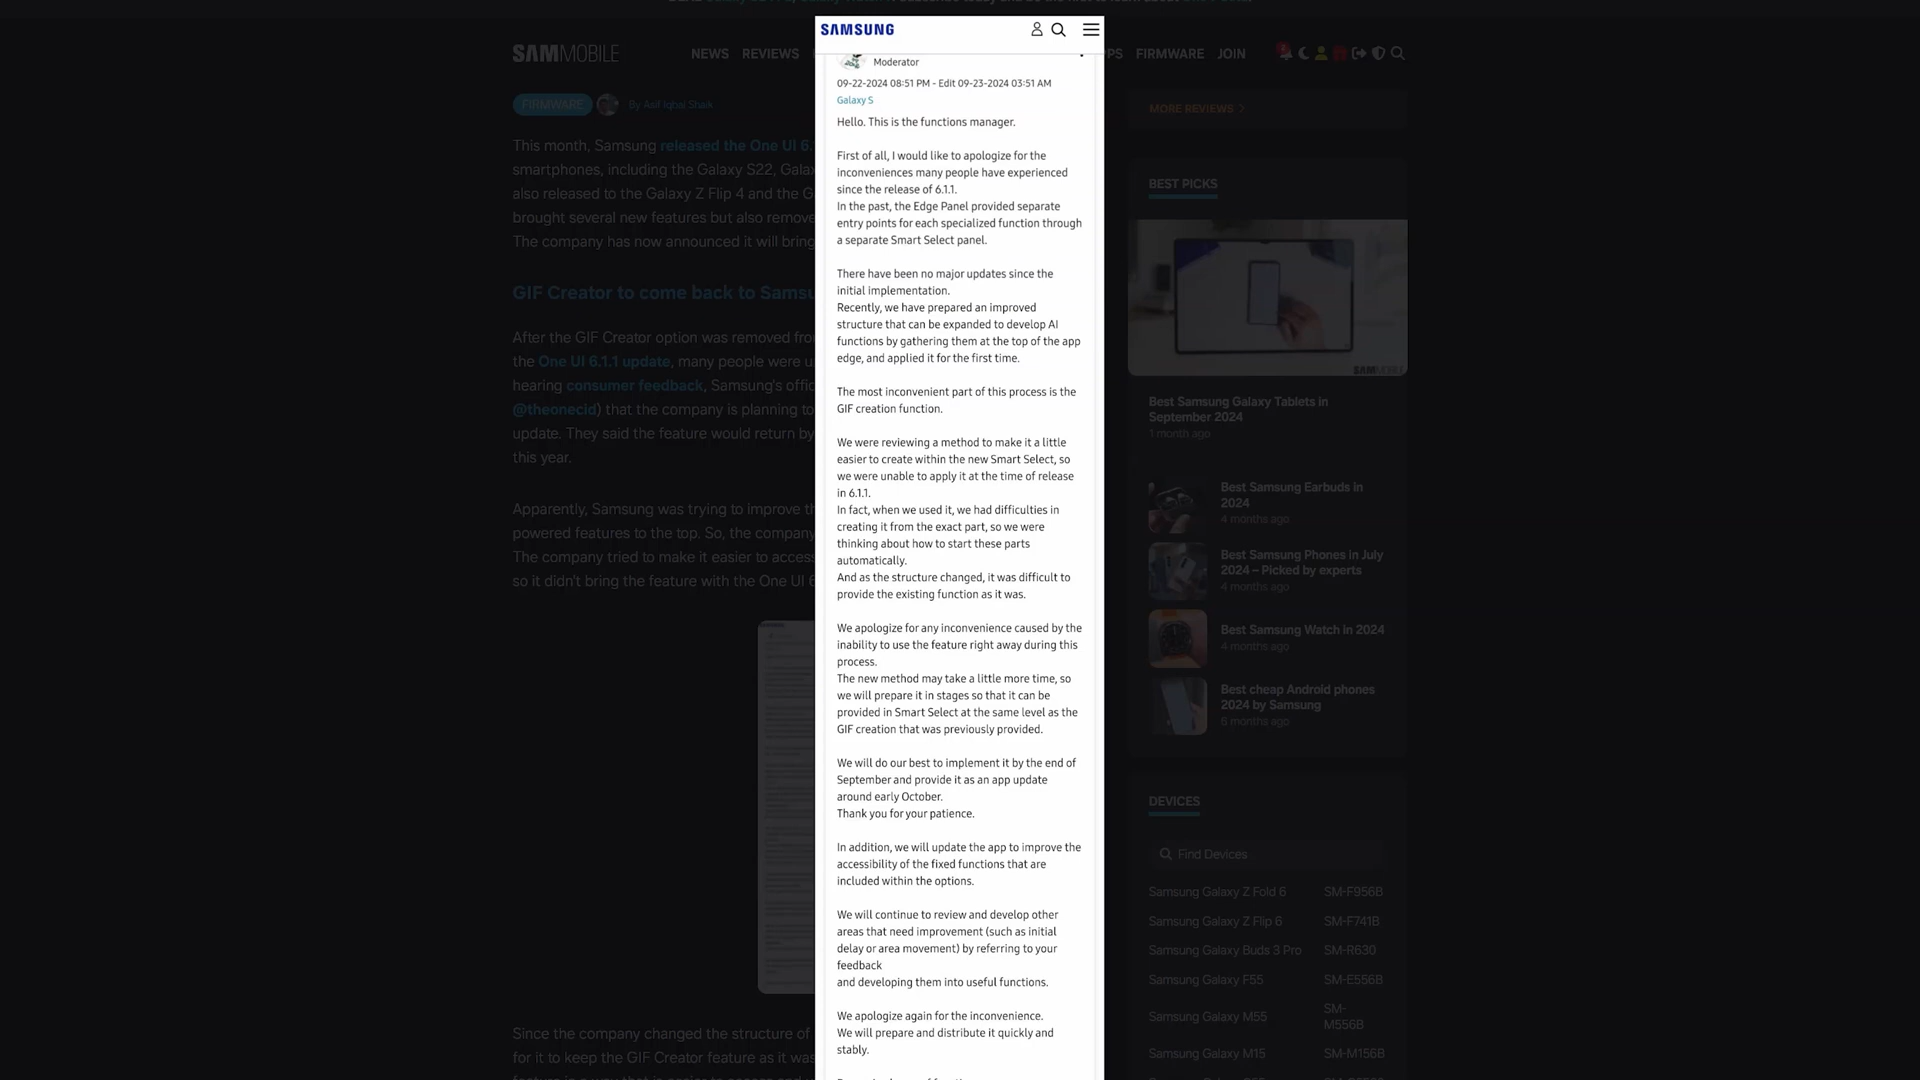 SAMSUNG
Moderator
09-22-2024 08:51 PM - Edit 09-23-2024 03:51 AM
Galaxy S
Hello. This is the functions manager.
First of all, I would like to apologize for the
inconveniences many people have experienced
since the release of 6.1.1.
In the past, the Edge Panel provided separate
entry points for each specialized function through
a separate Smart Select panel.
There have been no major updates since the
initial implementation.
Recently, we have prepared an improved
structure that can be expanded to develop AI
functions by gathering them at the top of the app
edge, and applied it for the first time.
The most inconvenient part of this process is the
GIF creation function.
We were reviewing a method to make it a little
easier to create within the new Smart Select, so
we were unable to apply it at the time of release
in 6.1.1.
In fact, when we used it, we had difficulties in
creating it from the exact part, so we were
thinking about how to start these parts
automatically.
And as the structure changed, it was difficult to
provide the existing function as it was.
We apologize for any inconvenience caused by the
inability to use the feature right away during this
process.
The new method may take a little more time, so
we will prepare it in stages so that it can be
provided in Smart Select at the same level as the
GIF creation that was previously provided.
We will do our best to implement it by the end of
September and provide it as an app update
around early October.
Thank you for your patience.
In addition, we will update the app to improve the
accessibility of the fixed functions that are
included within the options.
We will continue to review and develop other
areas that need improvement (such as initial
delay or area movement) by referring to your
feedback
and developing them into useful functions.
We apologize again for the inconvenience.
We will prepare and distribute it quickly and
stably.
SAMMOBILE
NEWS REVIEWS
FIRMWARE JOIN
FIRMWARE By Asif Iqbal Shaik
This month, Samsung released the One UI 6.
smartphones, including the Galaxy S22, Gala
also released to the Galaxy Z Flip 4 and the G
brought several new features but also remove
The company has now announced it will bring
GIF Creator to come back to Samsu
After the GIF Creator option was removed fro
the One UI 6.1.1 update, many people were u
hearing consumer feedback, Samsung's offic
@theonecid) that the company is planning to
update. They said the feature would return by
this year.
Apparently, Samsung was trying to improve th
powered features to the top. So, the company
The company tried to make it easier to access
so it didn't bring the feature with the One UI 6
Since the company changed the structure of
for it to keep the GIF Creator feature as it was
MORE REVIEWS
BEST PICKS
SAMMOBILE
Best Samsung Galaxy Tablets in
September 2024
1 month ago
Best Samsung Earbuds in
2024
4 months ago
Best Samsung Phones in July
2024 – Picked by experts
4 months ago
Best Samsung Watch in 2024
4 months ago
Best cheap Android phones
2024 by Samsung
6 months ago
DEVICES
Find Devices
Samsung Galaxy Z Fold 6 SM-F956B
Samsung Galaxy Z Flip 6 SM-F741B
Samsung Galaxy Buds 3 Pro SM-R630
Samsung Galaxy F55 SM-E556B
Samsung Galaxy M55 SM-
M556B
Samsung Galaxy M15 SM-M156B